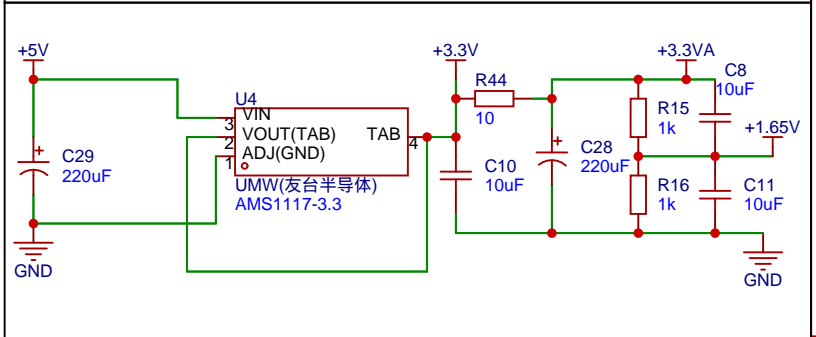 +5V
C29
220uF
GND
U4
VIN
3
VOUT(TAB)
TAB
2
4
ADJ(GND)
1
UMW(友台半导体)
AMS1117-3.3
+3.3V
R44
10
C10
10uF
C28
220uF
+3.3VA
C8
10uF
R15
1k
+1.65V
R16
1k
C11
10uF
GND